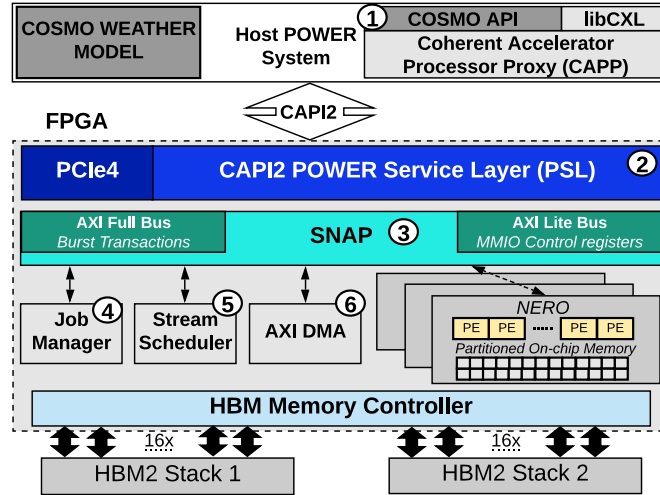 COSMO WEATHER
MODEL
Host POWER
System
1
COSMO API
libCXL
Coherent Accelerator
Processor Proxy (CAPP)
CAPI2
FPGA
PCIe4
CAPI2 POWER Service Layer (PSL)
2
AXI Full Bus
Burst Transactions
SNAP
3
AXI Lite Bus
MMIO Control registers
Job
Manager
4
Stream
Scheduler
5
AXI DMA
6
NERO
PE PE ..... PE PE
Partitioned On-chip Memory
HBM Memory Controller
16x
16x
HBM2 Stack 1
HBM2 Stack 2